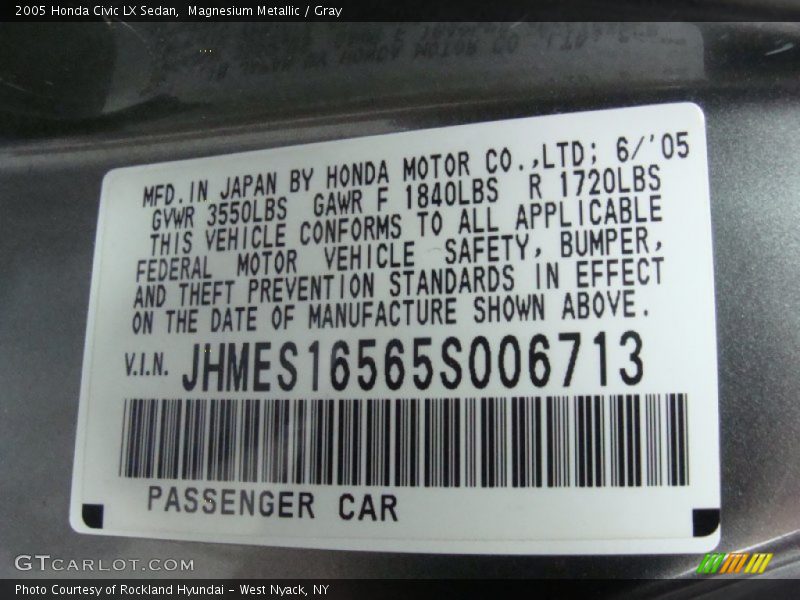 2005 Honda Civic LX Sedan,  Magnesium Metallic / Gray
MFD. IN JAPAN BY HONDA MOTOR CO.,LTD; 6/'05
GVWR 3550LBS GAWR F 1840LBS R 1720LBS
THIS VEHICLE CONFORMS TO ALL APPLICABLE
FEDERAL MOTOR VEHICLE SAFETY, BUMPER,
AND THEFT PREVENTION STANDARDS IN EFFECT
ON THE DATE OF MANUFACTURE SHOWN ABOVE.
V.I.N. JHMES16565S006713
PASSENGER CAR
GTCARLOT.COM
Photo Courtesy of Rockland Hyundai - West Nyack, NY